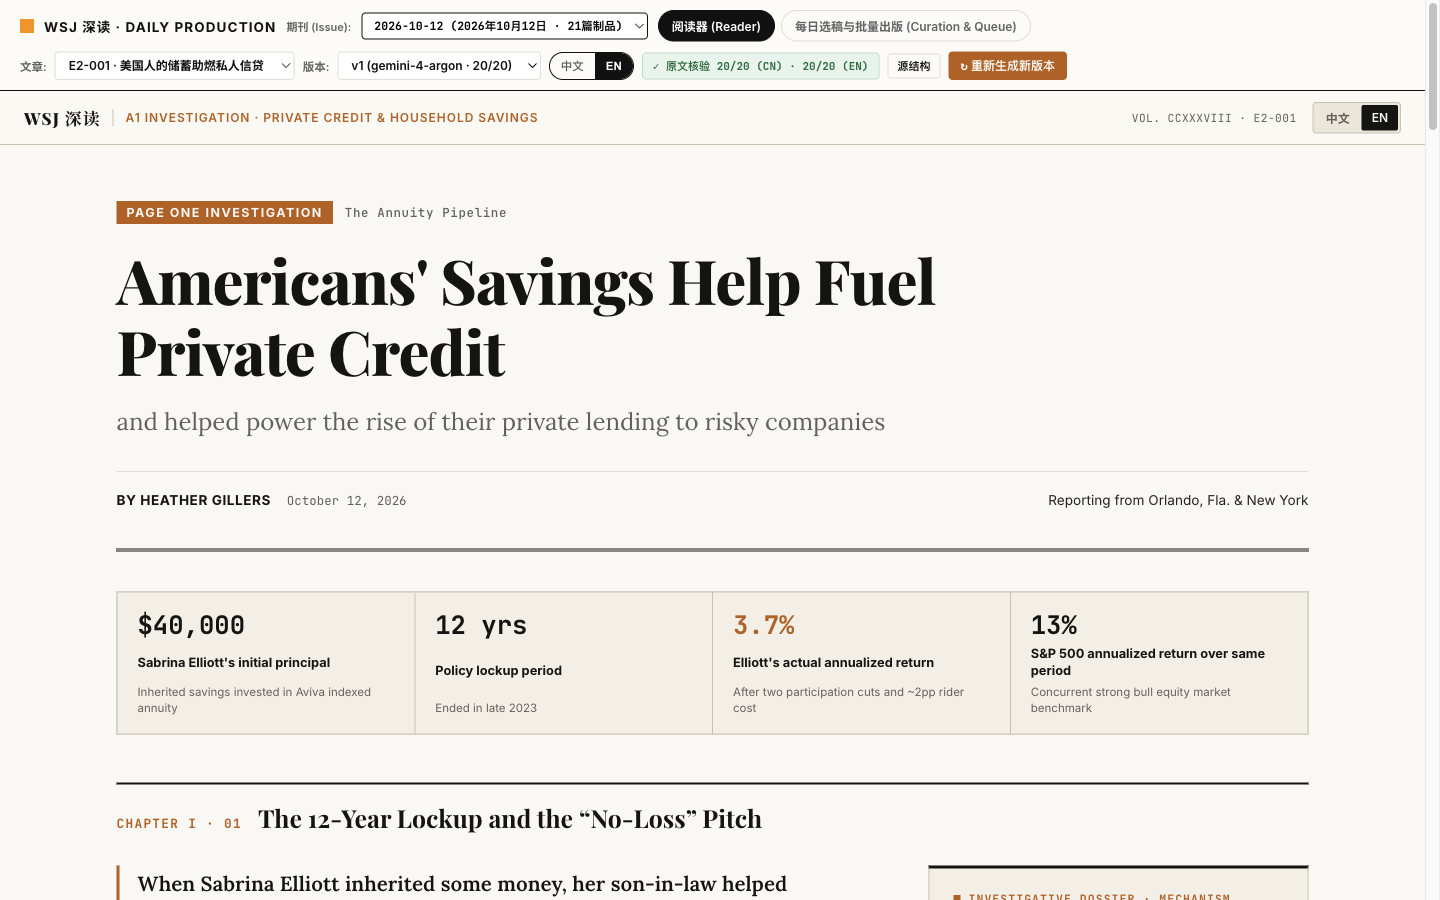 WSJ 深读 · DAILY PRODUCTION 期刊 (Issue): 2026-10-12 (2026年10月12日 · 21篇制品) 阅读器 (Reader) 每日选稿与批量出版 (Curation & Queue)
文章: E2-001 · 美国人的储蓄助燃私人信贷 版本: v1 (gemini-4-argon · 20/20) 中文 EN ✓ 原文核验 20/20 (CN) · 20/20 (EN) 源结构 ↻ 重新生成新版本
WSJ 深读 A1 INVESTIGATION · PRIVATE CREDIT & HOUSEHOLD SAVINGS VOL. CCXXXVIII · E2-001 中文 EN
PAGE ONE INVESTIGATION The Annuity Pipeline
Americans' Savings Help Fuel
Private Credit
and helped power the rise of their private lending to risky companies
BY HEATHER GILLERS October 12, 2026 Reporting from Orlando, Fla. & New York
$40,000
Sabrina Elliott's initial principal
Inherited savings invested in Aviva indexed
annuity
12 yrs
Policy lockup period
Ended in late 2023
3.7%
Elliott's actual annualized return
After two participation cuts and ~2pp rider
cost
13%
S&P 500 annualized return over same
period
Concurrent strong bull equity market
benchmark
CHAPTER I · 01 The 12-Year Lockup and the “No-Loss” Pitch
When Sabrina Elliott inherited some money, her son-in-law helped
■ INVESTIGATIVE DOSSIER · MECHANISM